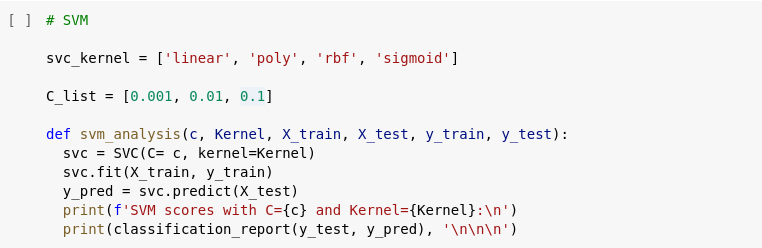 [ ] # SVM
svc_kernel = ['linear', 'poly', 'rbf', 'sigmoid']
C_list = [0.001, 0.01, 0.1]
def svm_analysis(c, Kernel, X_train, X_test, y_train, y_test):
  svc = SVC(C= c, kernel=Kernel)
  svc.fit(X_train, y_train)
  y_pred = svc.predict(X_test)
  print(f'SVM scores with C={c} and Kernel={Kernel}:\n')
  print(classification_report(y_test, y_pred), '\n\n\n')